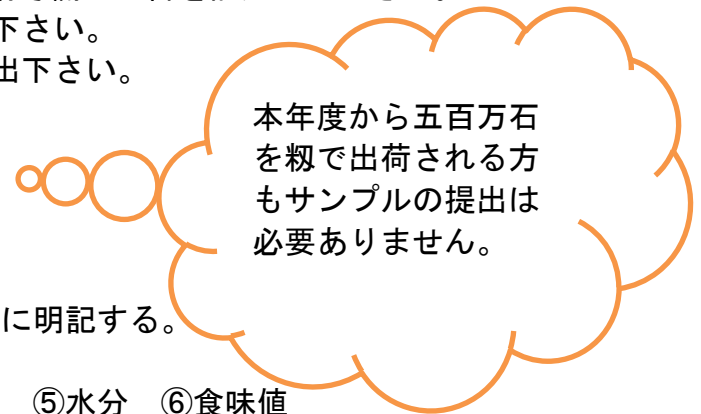 下さい。
出下さい。
本年度から五百万石
を籾で出荷される方
もサンプルの提出は
必要ありません。
に明記する。
⑤水分　⑥食味値